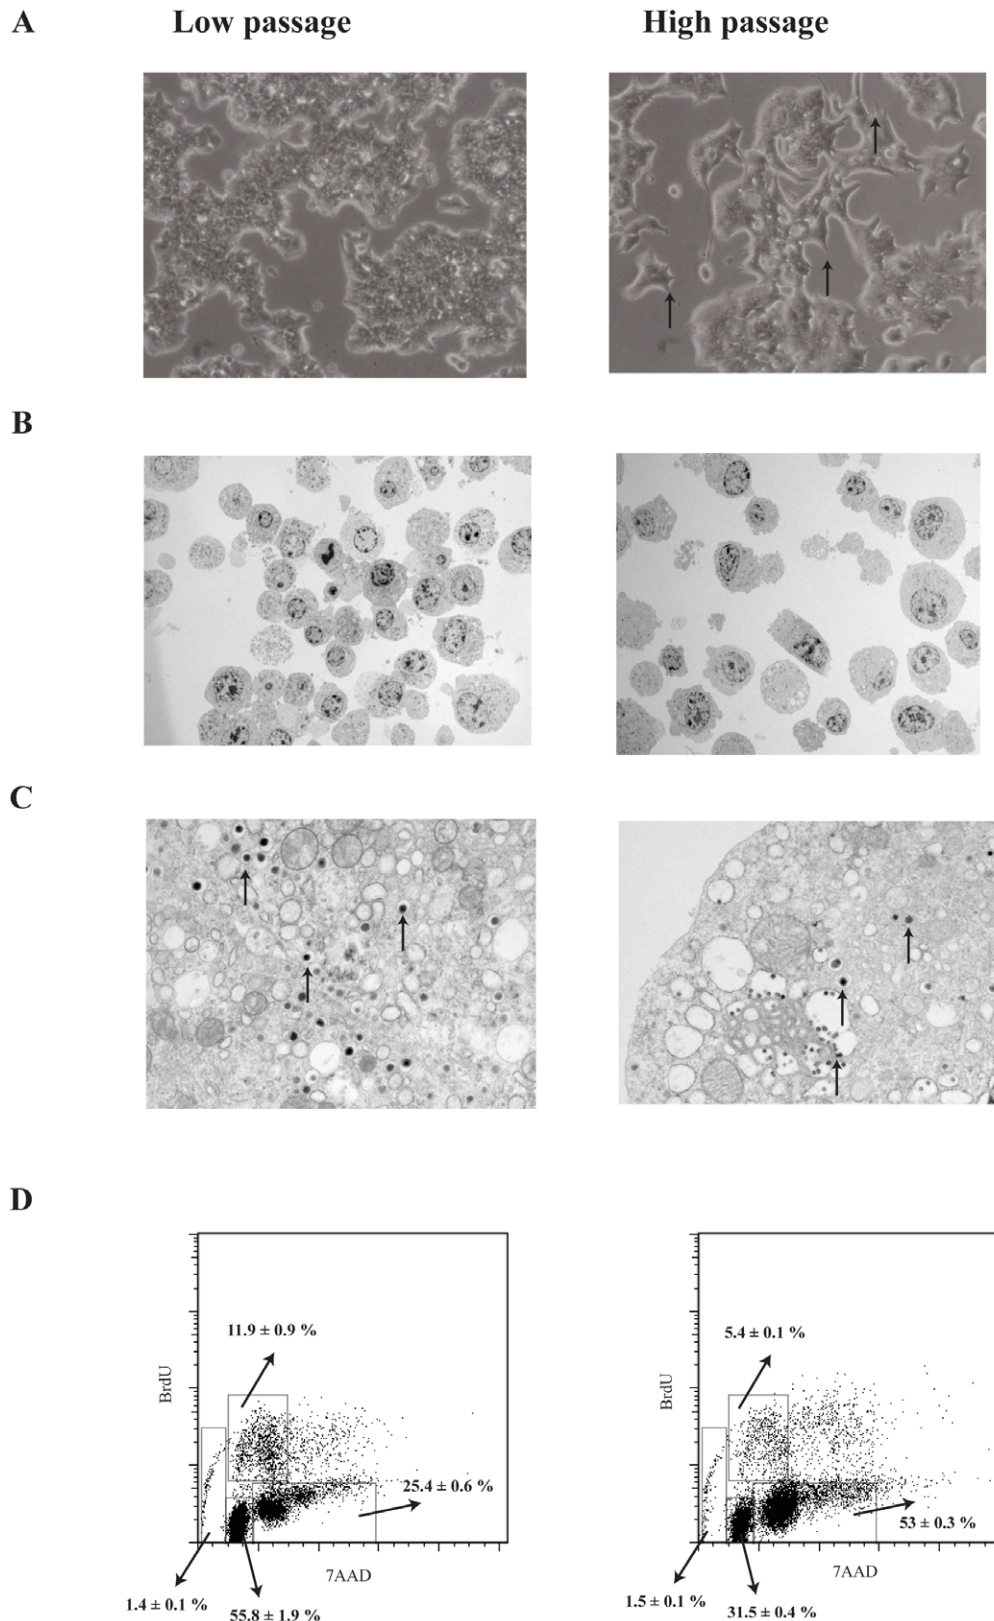 A
Low passage
High passage
B
C
D
11.9 ± 0.9 %
5.4 ± 0.1 %
BrdU
BrdU
25.4 ± 0.6 %
53 ± 0.3 %
7AAD
7AAD
1.4 ± 0.1 %
55.8 ± 1.9 %
1.5 ± 0.1 %
31.5 ± 0.4 %